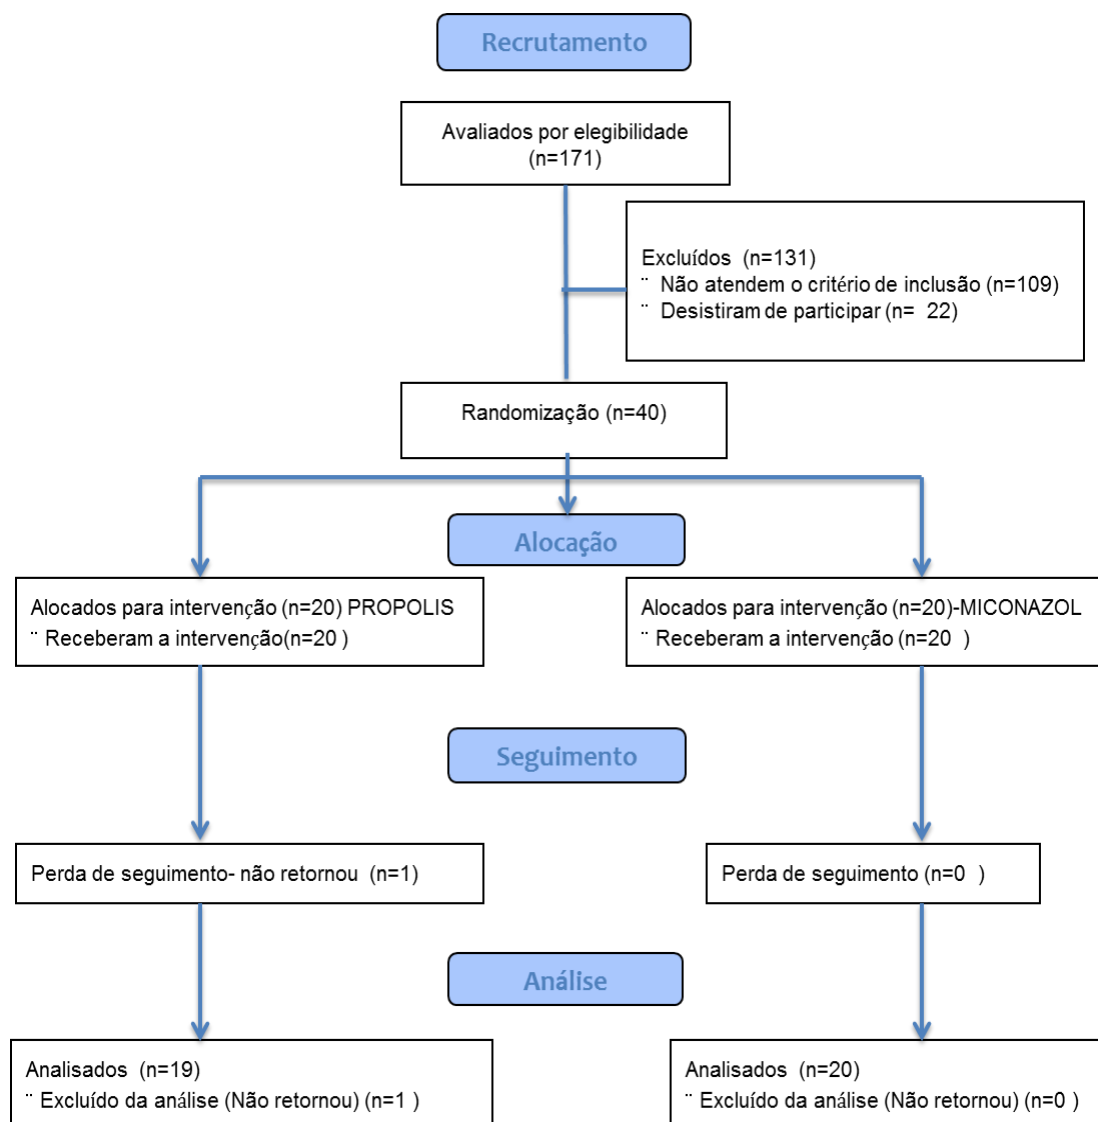 Recrutamento
Avaliados por elegibilidade
(n=171)
Excluídos (n=131)
¨ Não atendem o critério de inclusão (n=109)
¨ Desistiram de participar (n= 22)
Randomização (n=40)
Alocação
Alocados para intervenção (n=20) PROPOLIS
¨ Receberam a intervenção(n=20 )
Alocados para intervenção (n=20)-MICONAZOL
¨ Receberam a intervenção (n=20 )
Seguimento
Perda de seguimento- não retornou (n=1)
Perda de seguimento (n=0 )
Análise
Analisados (n=19)
¨ Excluído da análise (Não retornou) (n=1 )
Analisados (n=20)
¨ Excluído da análise (Não retornou) (n=0 )